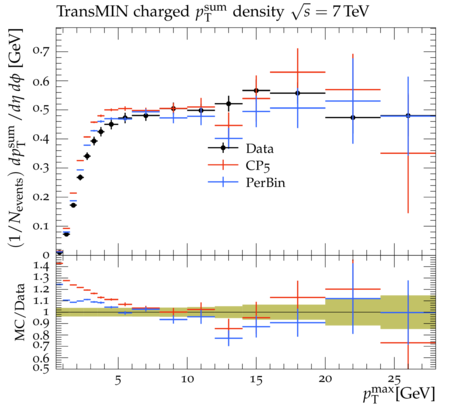 TransMIN charged p_T^sum density √s = 7 TeV
(1/N_events) dp_T^sum / dη dϕ [GeV]
0.7
0.6
0.5
0.4
0.3
0.2
0.1
0
Data
CP5
PerBin
MC/Data
1.4
1.3
1.2
1.1
1
0.9
0.8
0.7
0.6
0.5
5 10 15 20 25
p_T^max[GeV]